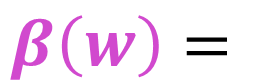 β(w) =